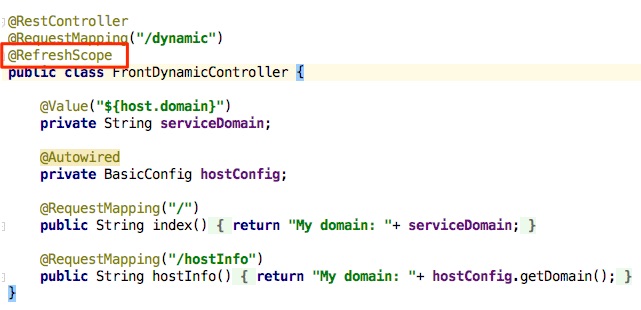 @RestController
@RequestMapping("/dynamic")
@RefreshScope
public class FrontDynamicController {
@Value("${host.domain}")
private String serviceDomain;
@Autowired
private BasicConfig hostConfig;
@RequestMapping("/")
public String index() { return "My domain: "+ serviceDomain; }
@RequestMapping("/hostInfo")
public String hostInfo() { return "My domain: "+ hostConfig.getDomain(); }
}